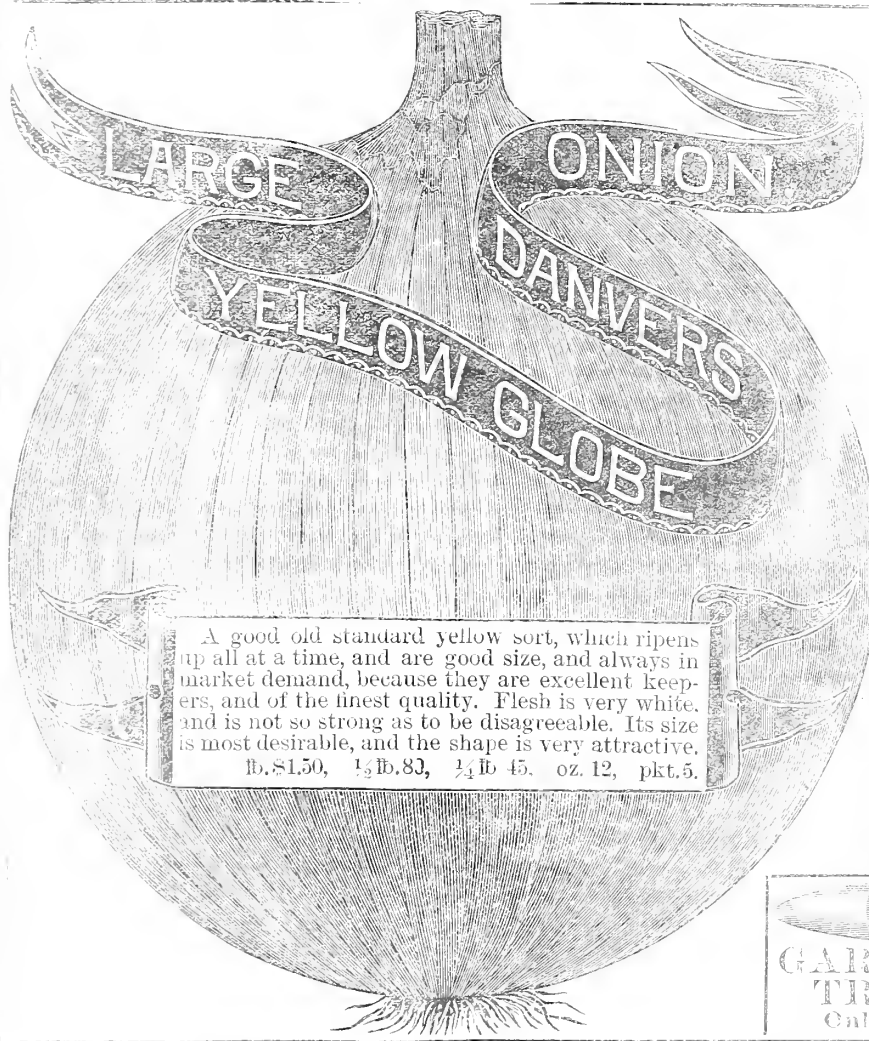 LARGE
YELLOW GLOBE
DANVERS
ONION
A good old standard yellow sort, which ripens
up all at a time, and are good size, and always in
market demand, because they are excellent keep-
ers, and of the finest quality. Flesh is very white,
and is not so strong as to be disagreeable. Its size
is most desirable, and the shape is very attractive.
lb. $1.50, ½ lb. 80, ¼ lb 45. oz. 12, pkt. 5.